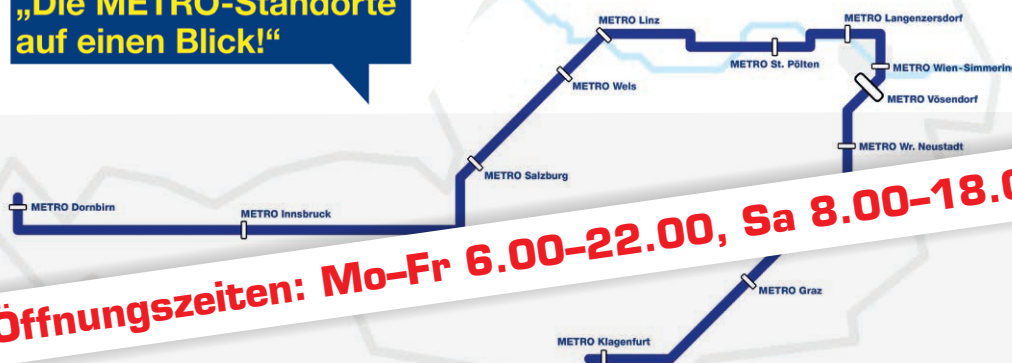 „Die METRO-Standorte
auf einen Blick!“
METRO Linz
METRO Langenzersdorf
METRO St. Pölten
METRO Wien-Simmering
METRO Wels
METRO Vösendorf
METRO Wr. Neustadt
METRO Salzburg
METRO Dornbirn
METRO Innsbruck
Öffnungszeiten: Mo–Fr 6.00–22.00, Sa 8.00–18.0
METRO Graz
METRO Klagenfurt